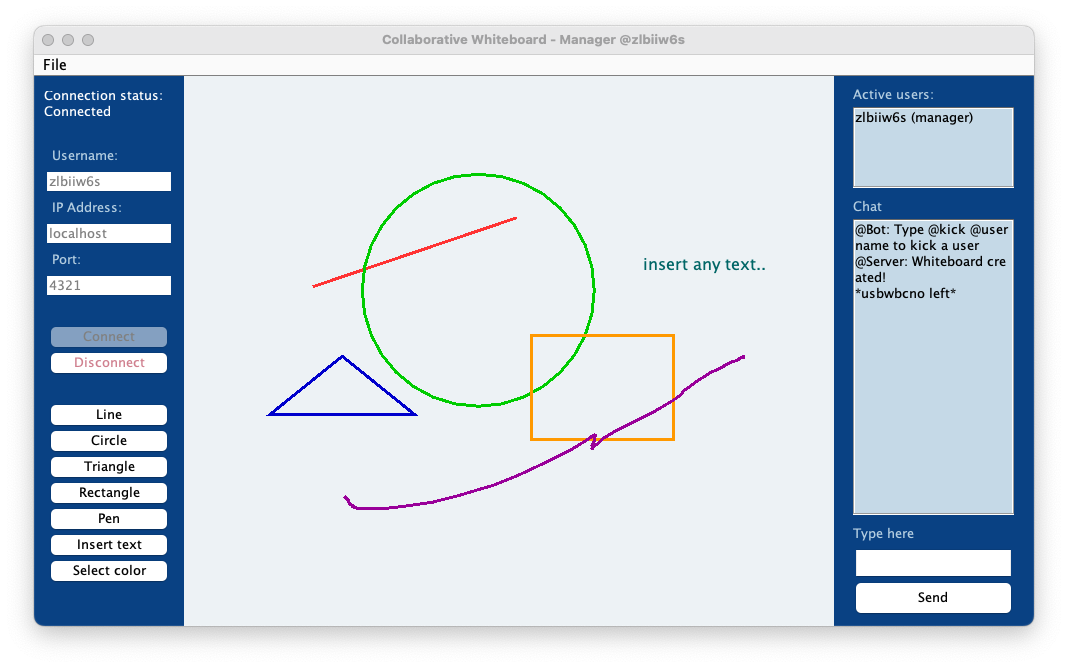 Collaborative Whiteboard - Manager @zlbiiw6s
File
Connection status:
Connected
Username:
zlbiiw6s
IP Address:
localhost
Port:
4321
Connect
Disconnect
Line
Circle
Triangle
Rectangle
Pen
Insert text
Select color
insert any text..
Active users:
zlbiiw6s (manager)
Chat
@Bot: Type @kick @user
name to kick a user
@Server: Whiteboard cre
ated!
*usbwbcno left*
Type here
Send